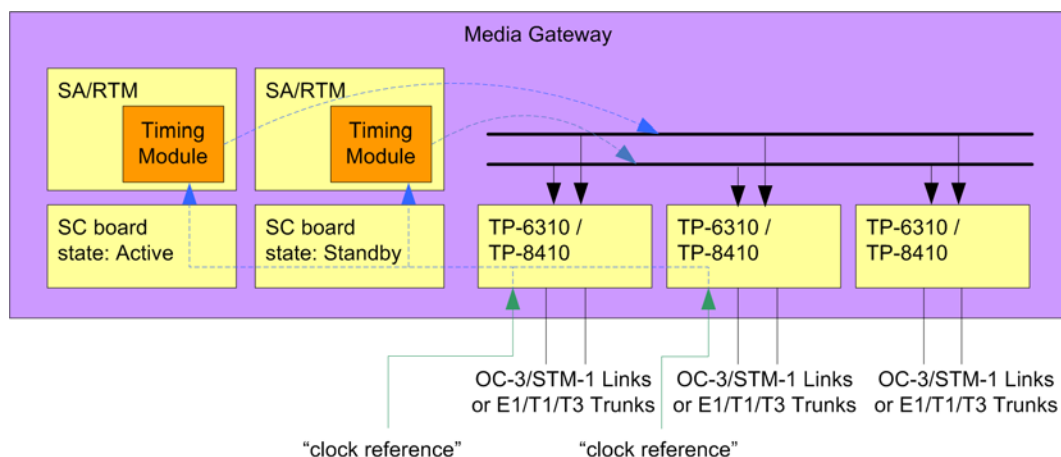 Media Gateway
SA/RTM
Timing
Module
SA/RTM
Timing
Module
SC board
state: Active
SC board
state: Standby
TP-6310 /
TP-8410
TP-6310 /
TP-8410
TP-6310 /
TP-8410
OC-3/STM-1 Links
or E1/T1/T3 Trunks
OC-3/STM-1 Links
or E1/T1/T3 Trunks
OC-3/STM-1 Links
or E1/T1/T3 Trunks
“clock reference”
“clock reference”